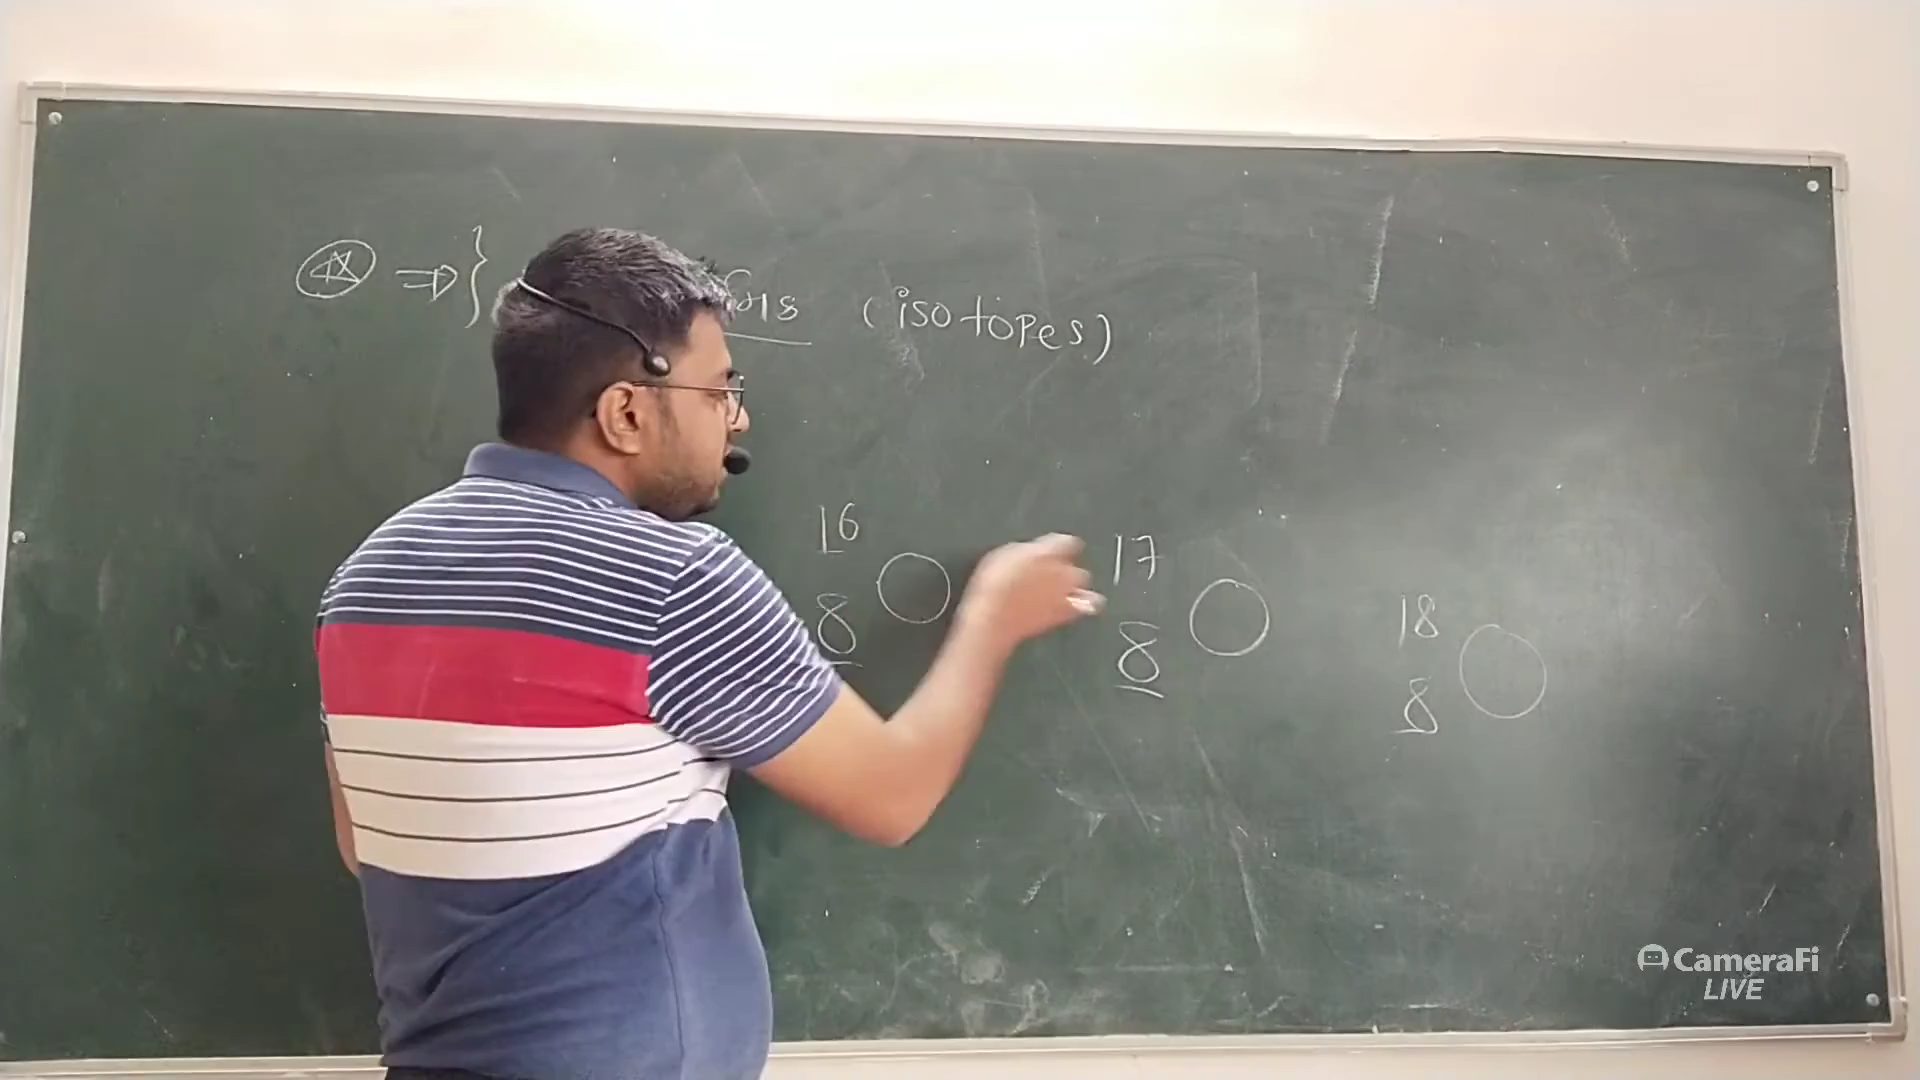 ⇒ } (isotopes)
16 8 O
17 8 O
18 8 O
CameraFi
LIVE